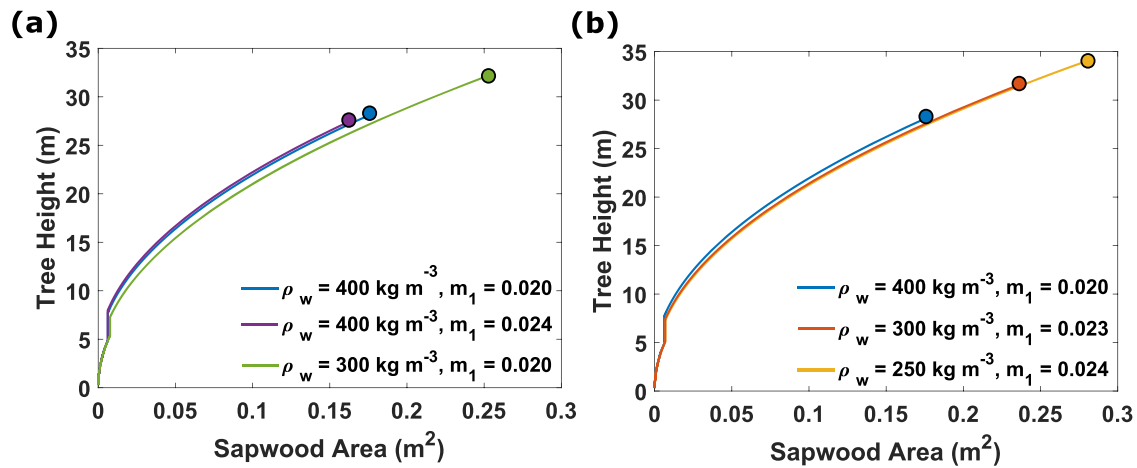 (a)
35
30
25
20
15
10
5
0
Tree Height (m)
0 0.05 0.1 0.15 0.2 0.25 0.3
Sapwood Area (m²)
ρ w = 400 kg m⁻³, m₁ = 0.020
ρ w = 400 kg m⁻³, m₁ = 0.024
ρ w = 300 kg m⁻³, m₁ = 0.020
(b)
35
30
25
20
15
10
5
0
Tree Height (m)
0 0.05 0.1 0.15 0.2 0.25 0.3
Sapwood Area (m²)
ρ w = 400 kg m⁻³, m₁ = 0.020
ρ w = 300 kg m⁻³, m₁ = 0.023
ρ w = 250 kg m⁻³, m₁ = 0.024